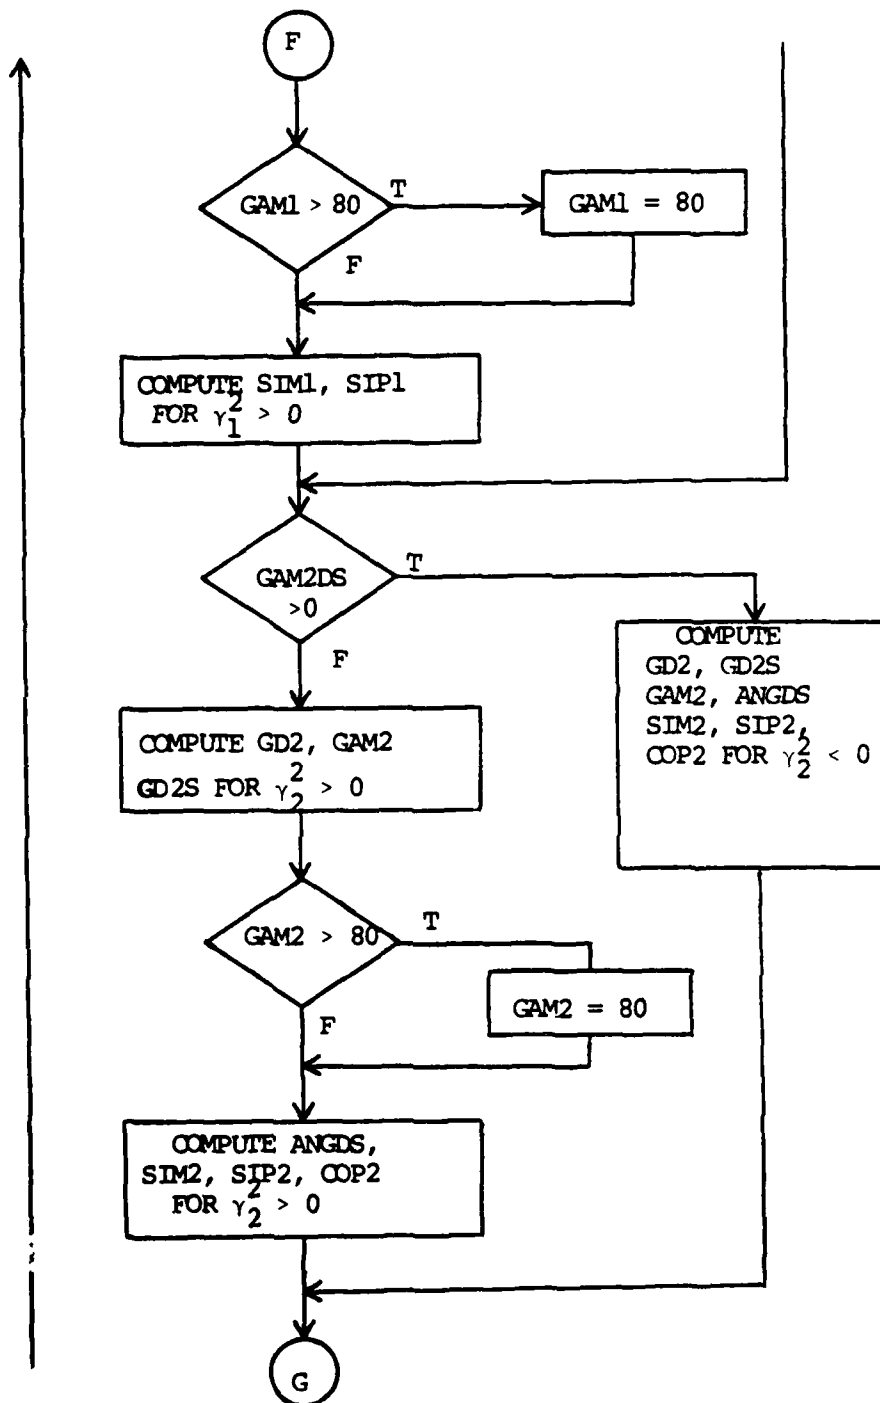 F
GAM1 > 80
T
GAM1 = 80
F
COMPUTE SIM1, SIP1
FOR γ₁² > 0
GAM2DS
>0
T
F
COMPUTE
GD2, GD2S
GAM2, ANGDS
SIM2, SIP2,
COP2 FOR γ₂² < 0
COMPUTE GD2, GAM2
GD2S FOR γ₂² > 0
GAM2 > 80
T
GAM2 = 80
F
COMPUTE ANGDS,
SIM2, SIP2, COP2
FOR γ₂² > 0
G